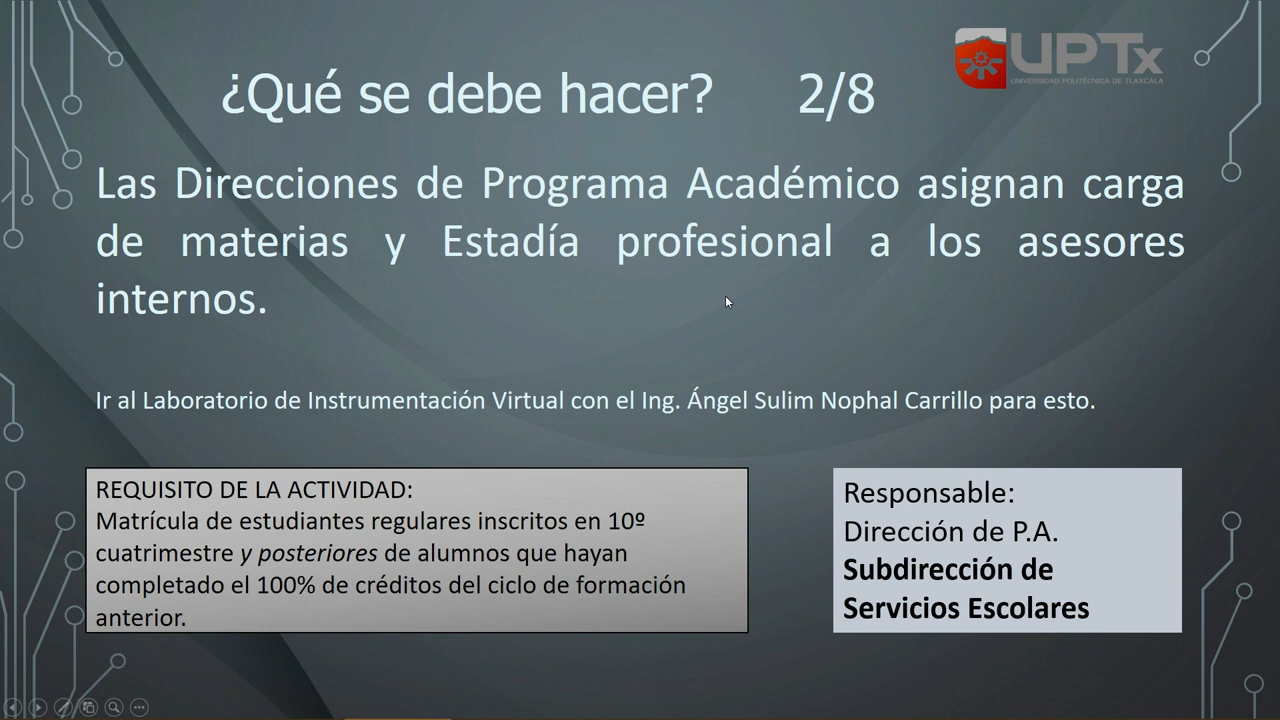 UPTx
UNIVERSIDAD POLITÉCNICA DE TLAXCALA
¿Qué se debe hacer? 2/8
Las Direcciones de Programa Académico asignan carga
de materias y Estadía profesional a los asesores
internos.
Ir al Laboratorio de Instrumentación Virtual con el Ing. Ángel Sulim Nophal Carrillo para esto.
REQUISITO DE LA ACTIVIDAD:
Matrícula de estudiantes regulares inscritos en 10º
cuatrimestre y posteriores de alumnos que hayan
completado el 100% de créditos del ciclo de formación
anterior.
Responsable:
Dirección de P.A.
Subdirección de
Servicios Escolares